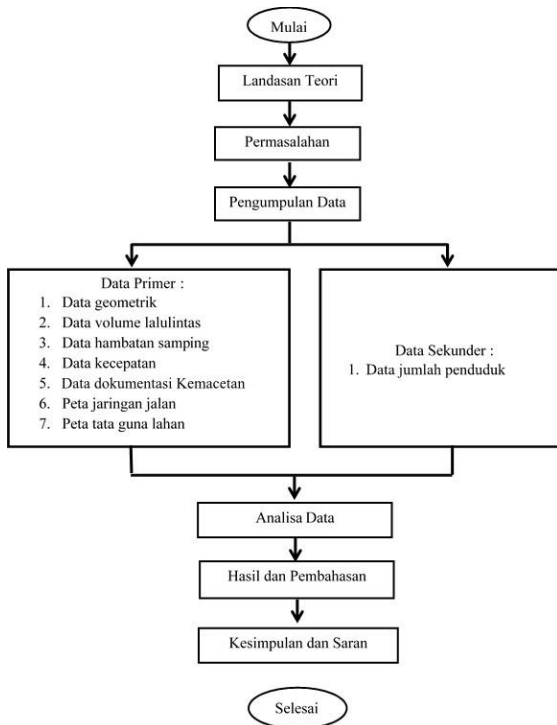 Mulai
Landasan Teori
Permasalahan
Pengumpulan Data
Data Primer :
1. Data geometrik
2. Data volume lalulintas
3. Data hambatan samping
4. Data kecepatan
5. Data dokumentasi Kemacetan
6. Peta jaringan jalan
7. Peta tata guna lahan
Data Sekunder :
1. Data jumlah penduduk
Analisa Data
Hasil dan Pembahasan
Kesimpulan dan Saran
Selesai